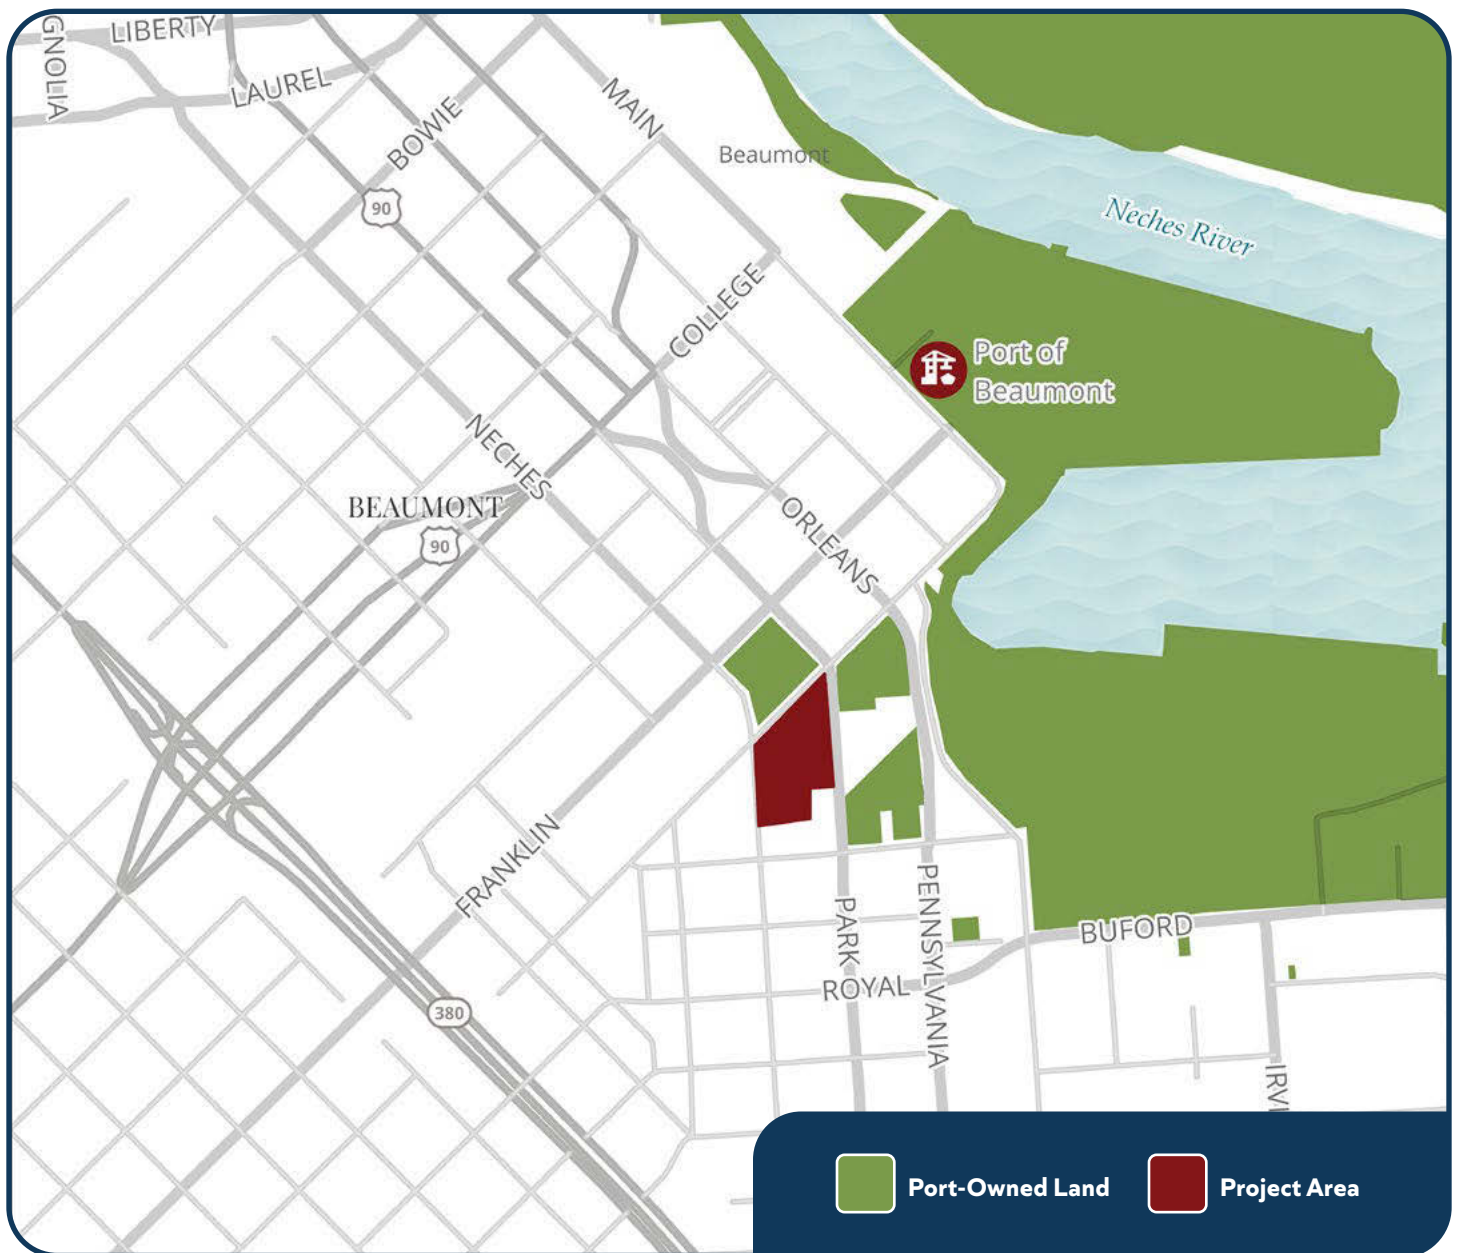 GNOLIA
LIBERTY
LAUREL
BOWIE
MAIN
Beaumont
90
Neches River
COLLEGE
Port of
Beaumont
NECHES
BEAUMONT
90
ORLEANS
FRANKLIN
PARK
PENNSYLVANIA
BUFORD
ROYAL
380
IRVI
Port-Owned Land
Project Area